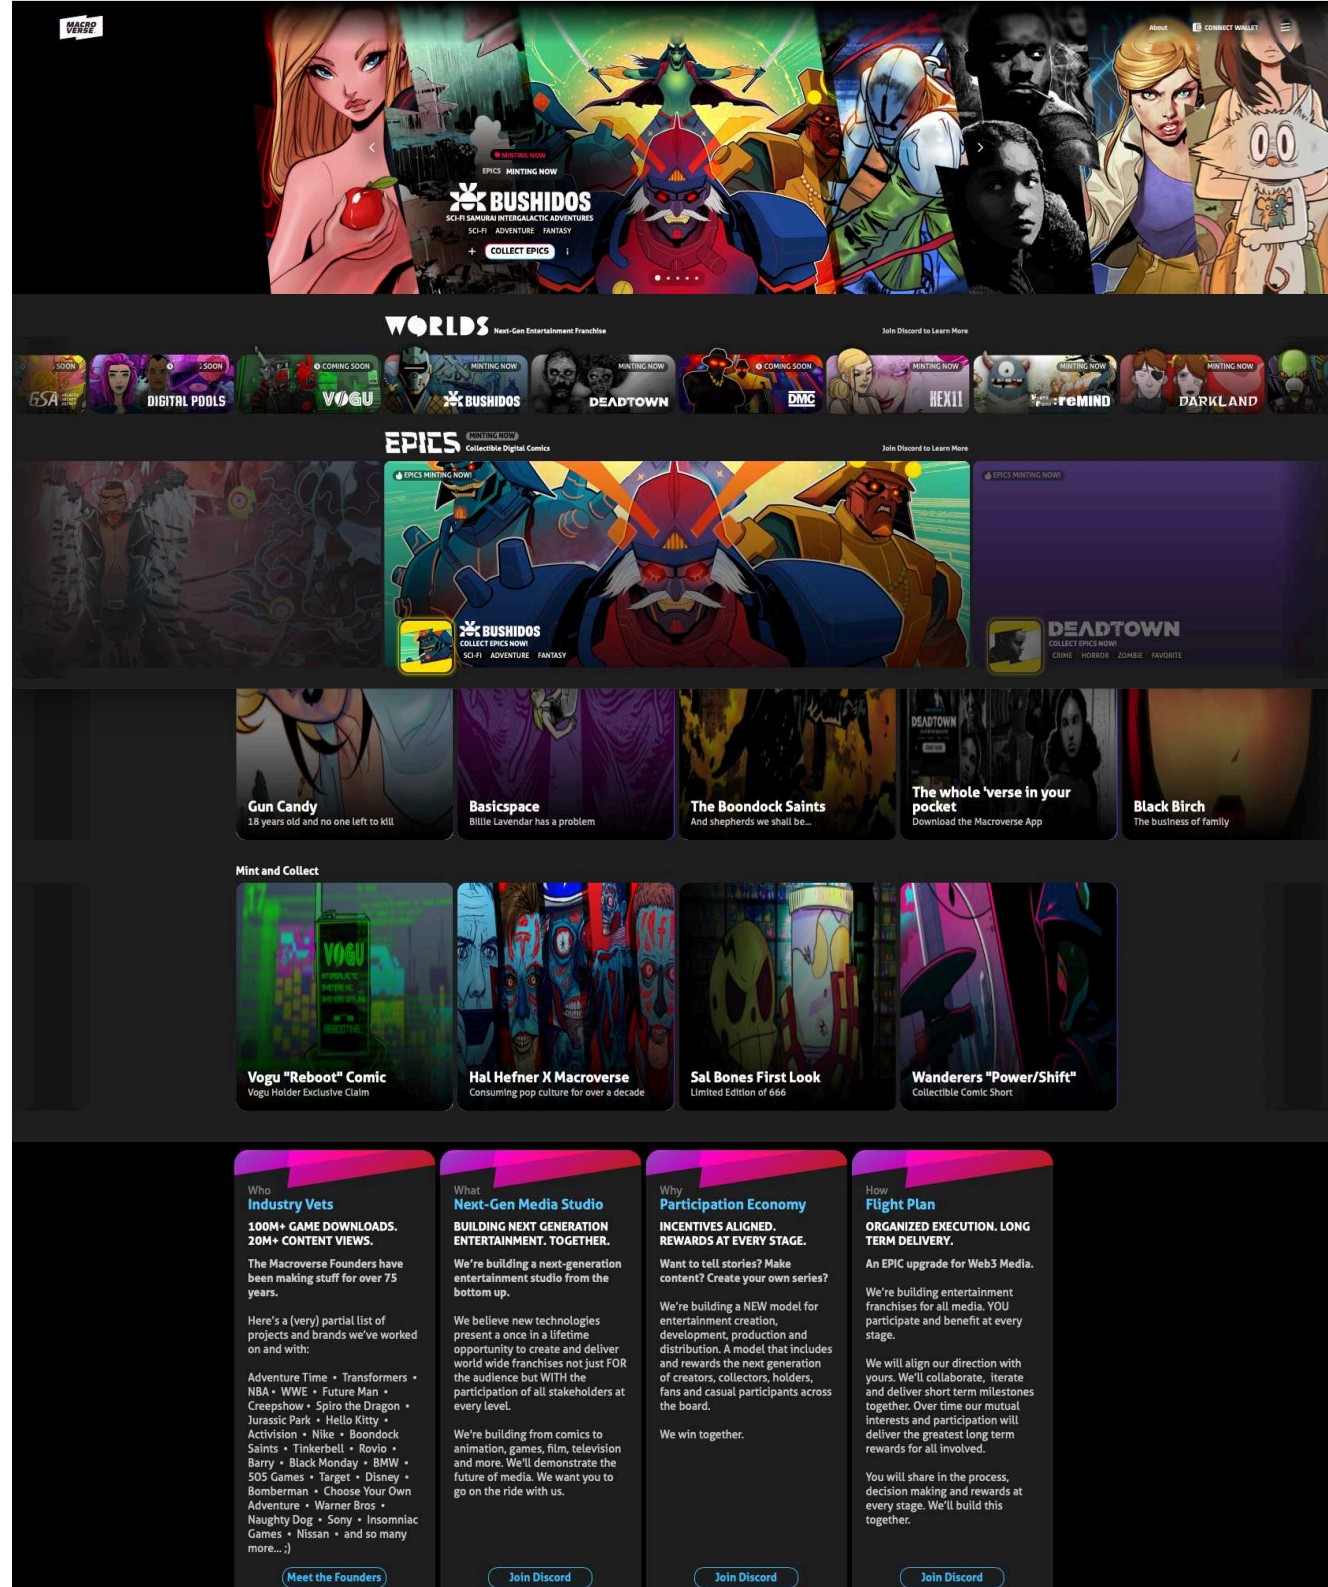 MACRO
VERSE
About
CONNECT WALLET
MINTING NOW
EPICS MINTING NOW
BUSHIDOS
SCI-FI SAMURAI INTERGALACTIC ADVENTURES
SCI-FI ADVENTURE FANTASY
+ COLLECT EPICS
WORLDS Next-Gen Entertainment Franchise
Join Discord to Learn More
SOON
GSA
SOON
DIGITAL POOLS
COMING SOON
VOGU
MINTING NOW
BUSHIDOS
MINTING NOW
DEADTOWN
COMING SOON
DMC
MINTING NOW
HEX11
MINTING NOW
:reMIND
MINTING NOW
DARKLAND
EPICS MINTING NOW
Collectible Digital Comics
Join Discord to Learn More
EPICS MINTING NOW!
BUSHIDOS
COLLECT EPICS NOW!
SCI-FI ADVENTURE FANTASY
EPICS MINTING NOW!
DEADTOWN
COLLECT EPICS NOW!
CRIME HORROR ZOMBIE FAVORITE
Gun Candy
18 years old and no one left to kill
Basicspace
Billie Lavendar has a problem
The Boondock Saints
And shepherds we shall be...
DEADTOWN
The whole 'verse in your
pocket
Download the Macroverse App
Black Birch
The business of family
Mint and Collect
VOGU
INTERGALACTIC
SYSTEMS INC
SYSTEMS OFFLINE
REBOOTING
Vogu "Reboot" Comic
Vogu Holder Exclusive Claim
Hal Hefner X Macroverse
Consuming pop culture for over a decade
Sal Bones First Look
Limited Edition of 666
Wanderers "Power/Shift"
Collectible Comic Short
Who
Industry Vets
100M+ GAME DOWNLOADS.
20M+ CONTENT VIEWS.
The Macroverse Founders have
been making stuff for over 75
years.
Here's a (very) partial list of
projects and brands we've worked
on and with:
Adventure Time • Transformers •
NBA • WWE • Future Man •
Creepshow • Spiro the Dragon •
Jurassic Park • Hello Kitty •
Activision • Nike • Boondock
Saints • Tinkerbell • Rovio •
Barry • Black Monday • BMW •
505 Games • Target • Disney •
Bomberman • Choose Your Own
Adventure • Warner Bros •
Naughty Dog • Sony • Insomniac
Games • Nissan • and so many
more... ;)
Meet the Founders
What
Next-Gen Media Studio
BUILDING NEXT GENERATION
ENTERTAINMENT. TOGETHER.
We're building a next-generation
entertainment studio from the
bottom up.
We believe new technologies
present a once in a lifetime
opportunity to create and deliver
world wide franchises not just FOR
the audience but WITH the
participation of all stakeholders at
every level.
We're building from comics to
animation, games, film, television
and more. We'll demonstrate the
future of media. We want you to
go on the ride with us.
Join Discord
Why
Participation Economy
INCENTIVES ALIGNED.
REWARDS AT EVERY STAGE.
Want to tell stories? Make
content? Create your own series?
We're building a NEW model for
entertainment creation,
development, production and
distribution. A model that includes
and rewards the next generation
of creators, collectors, holders,
fans and casual participants across
the board.
We win together.
Join Discord
How
Flight Plan
ORGANIZED EXECUTION. LONG
TERM DELIVERY.
An EPIC upgrade for Web3 Media.
We're building entertainment
franchises for all media. YOU
participate and benefit at every
stage.
We will align our direction with
yours. We'll collaborate, iterate
and deliver short term milestones
together. Over time our mutual
interests and participation will
deliver the greatest long term
rewards for all involved.
You will share in the process,
decision making and rewards at
every stage. We'll build this
together.
Join Discord